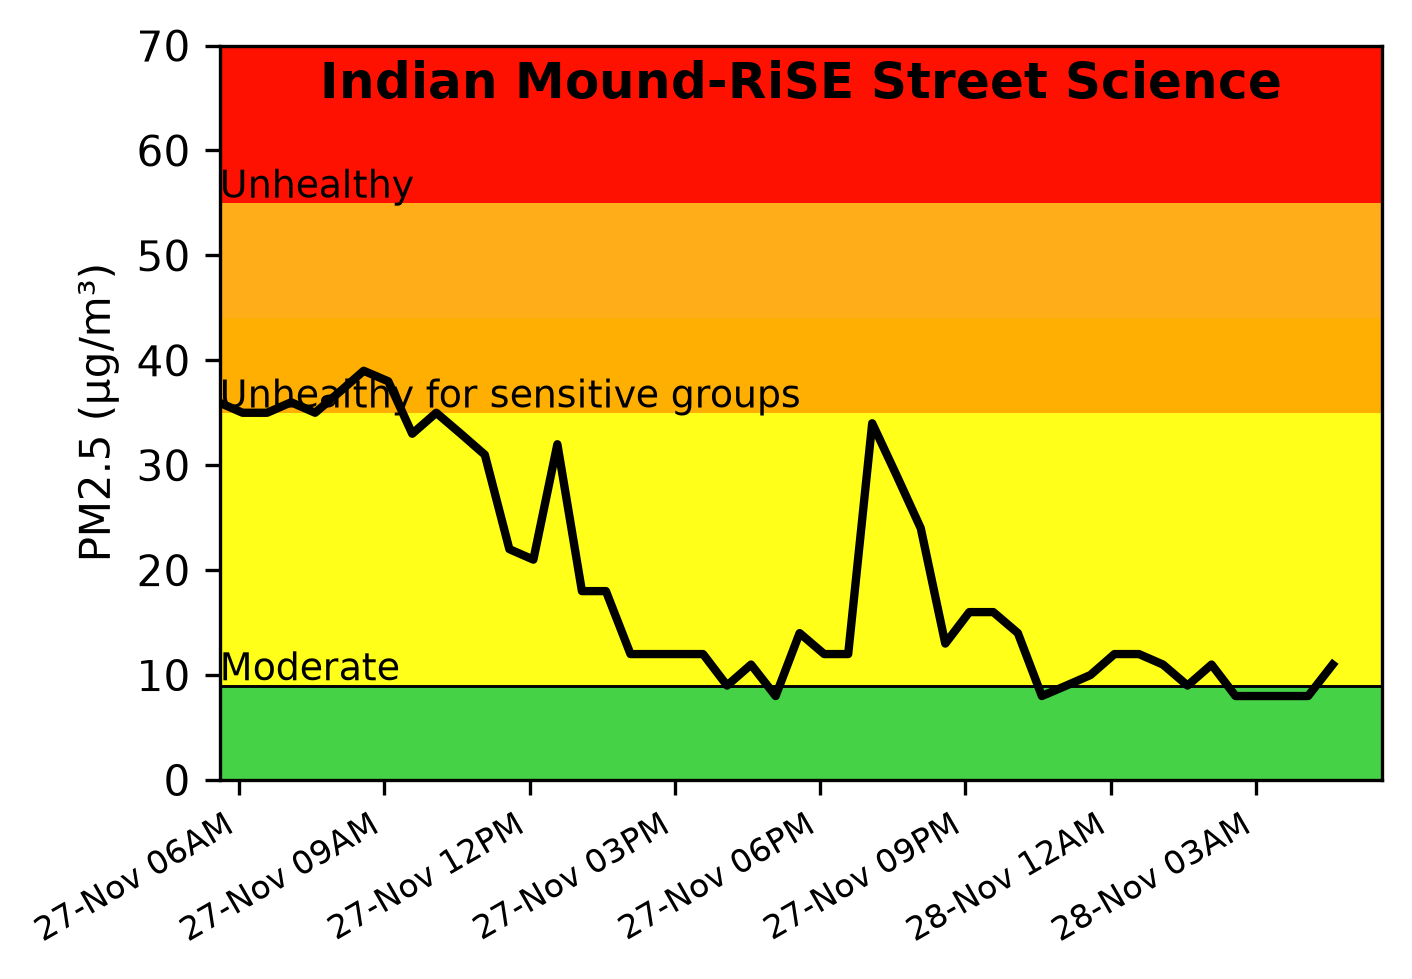 Indian Mound-RiSE Street Science
PM2.5 (µg/m³)
70
60
50
40
30
20
10
0
Unhealthy
Unhealthy for sensitive groups
Moderate
27-Nov 06AM
27-Nov 09AM
27-Nov 12PM
27-Nov 03PM
27-Nov 06PM
27-Nov 09PM
28-Nov 12AM
28-Nov 03AM